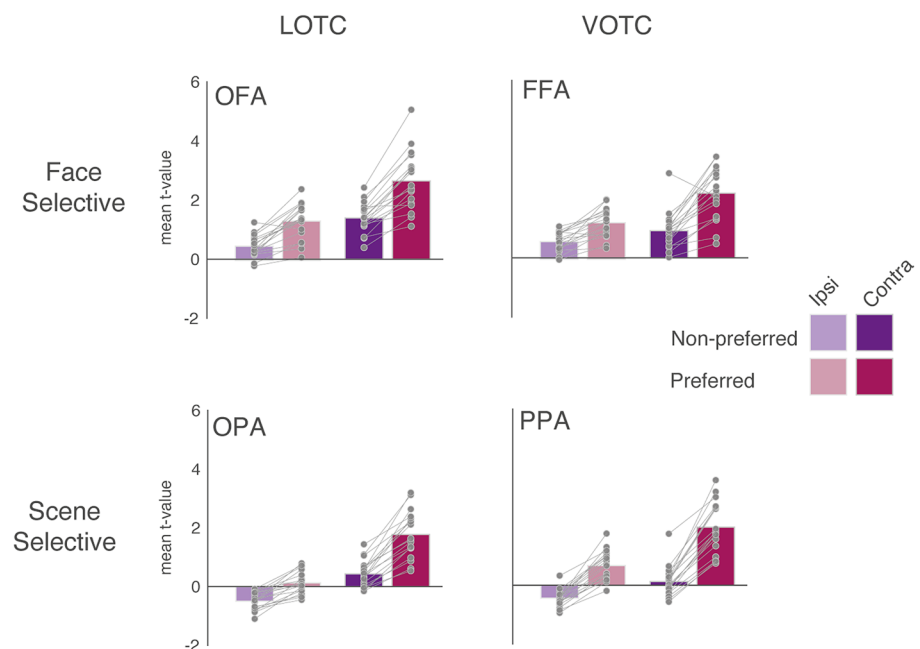 LOTC
VOTC
Face
Selective
mean t-value
6
4
2
0
-2
OFA
FFA
Ipsi
Contra
Non-preferred
Preferred
Scene
Selective
mean t-value
6
4
2
0
-2
OPA
PPA